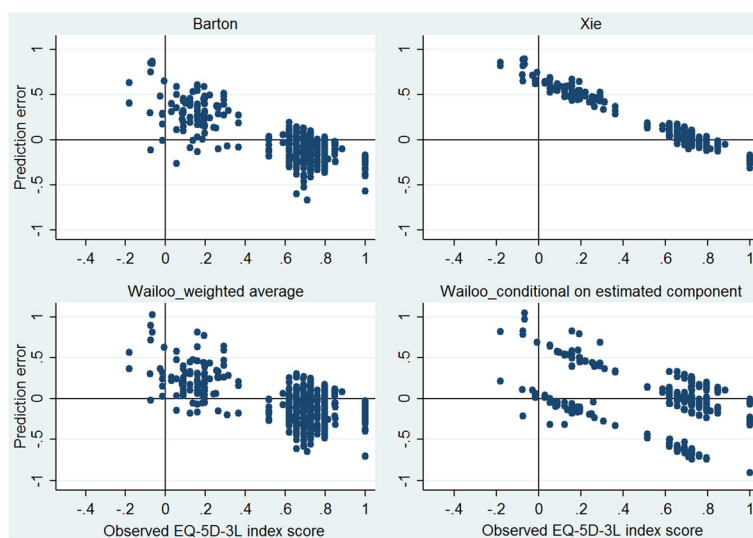 Barton
Xie
1
.5
0
-.5
-1
-.4 -.2 0 .2 .4 .6 .8 1
Prediction error
1
.5
0
-.5
-1
-.4 -.2 0 .2 .4 .6 .8 1
Wailoo_weighted average
Wailoo_conditional on estimated component
1
.5
0
-.5
-1
-.4 -.2 0 .2 .4 .6 .8 1
Prediction error
Observed EQ-5D-3L index score
1
.5
0
-.5
-1
-.4 -.2 0 .2 .4 .6 .8 1
Observed EQ-5D-3L index score